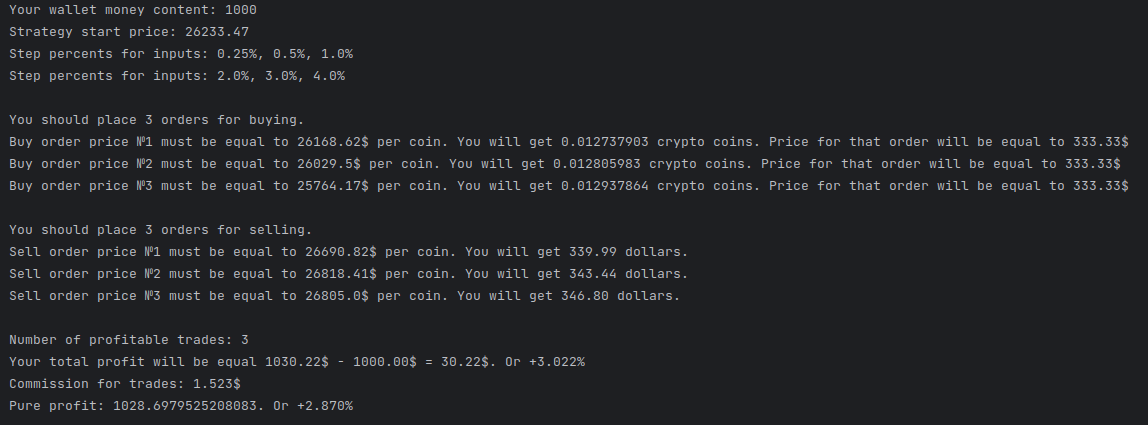 Your wallet money content: 1000
Strategy start price: 26233.47
Step percents for inputs: 0.25%, 0.5%, 1.0%
Step percents for inputs: 2.0%, 3.0%, 4.0%
You should place 3 orders for buying.
Buy order price №1 must be equal to 26168.62$ per coin. You will get 0.012737903 crypto coins. Price for that order will be equal to 333.33$
Buy order price №2 must be equal to 26029.5$ per coin. You will get 0.012805983 crypto coins. Price for that order will be equal to 333.33$
Buy order price №3 must be equal to 25764.17$ per coin. You will get 0.012937864 crypto coins. Price for that order will be equal to 333.33$
You should place 3 orders for selling.
Sell order price №1 must be equal to 26690.82$ per coin. You will get 339.99 dollars.
Sell order price №2 must be equal to 26818.41$ per coin. You will get 343.44 dollars.
Sell order price №3 must be equal to 26805.0$ per coin. You will get 346.80 dollars.
Number of profitable trades: 3
Your total profit will be equal 1030.22$ - 1000.00$ = 30.22$. Or +3.022%
Commission for trades: 1.523$
Pure profit: 1028.6979525208083. Or +2.870%